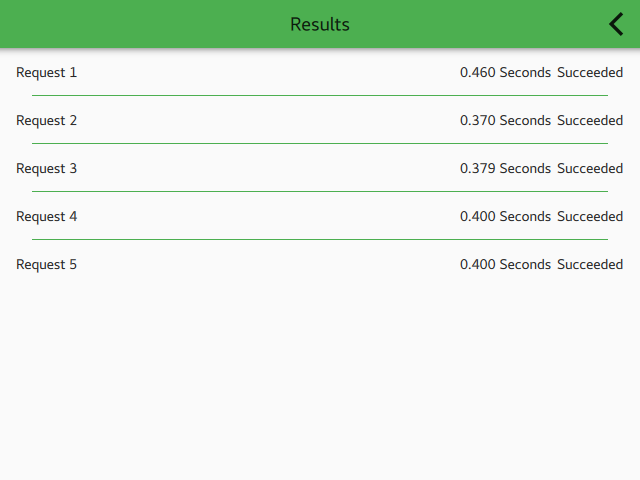 Results
Request 1 0.460 Seconds Succeeded
Request 2 0.370 Seconds Succeeded
Request 3 0.379 Seconds Succeeded
Request 4 0.400 Seconds Succeeded
Request 5 0.400 Seconds Succeeded